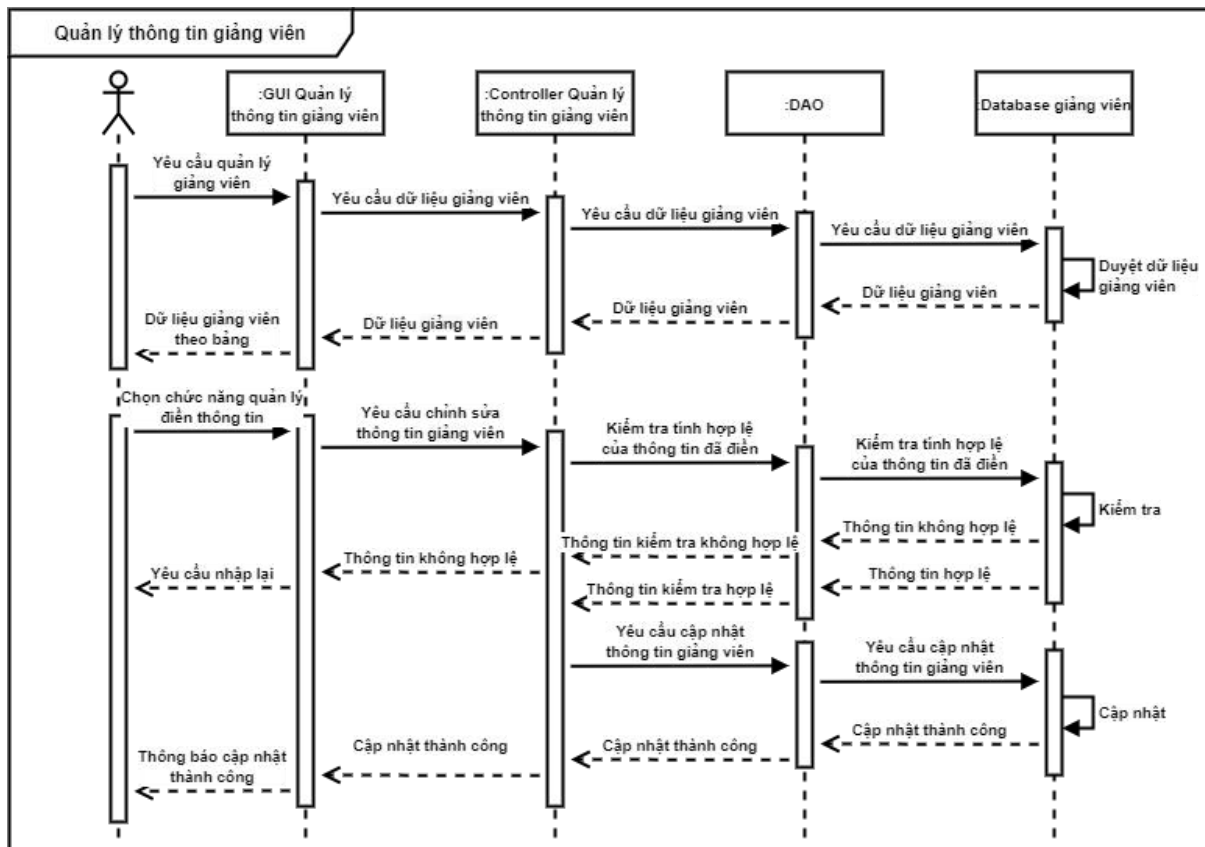 Quản lý thông tin giảng viên
:GUI Quản lý
thông tin giảng viên
:Controller Quản lý
thông tin giảng viên
:DAO
:Database giảng viên
Yêu cầu quản lý
giảng viên
Yêu cầu dữ liệu giảng viên
Yêu cầu dữ liệu giảng viên
Yêu cầu dữ liệu giảng viên
Duyệt dữ liệu
giảng viên
Dữ liệu giảng viên
Dữ liệu giảng viên
Dữ liệu giảng viên
Dữ liệu giảng viên
theo bảng
Chọn chức năng quản lý
điền thông tin
Yêu cầu chỉnh sửa
thông tin giảng viên
Kiểm tra tính hợp lệ
của thông tin đã điền
Kiểm tra tính hợp lệ
của thông tin đã điền
Kiểm tra
Thông tin không hợp lệ
Thông tin kiểm tra không hợp lệ
Thông tin không hợp lệ
Yêu cầu nhập lại
Thông tin hợp lệ
Thông tin kiểm tra hợp lệ
Yêu cầu cập nhật
thông tin giảng viên
Yêu cầu cập nhật
thông tin giảng viên
Cập nhật
Cập nhật thành công
Cập nhật thành công
Cập nhật thành công
Thông báo cập nhật
thành công